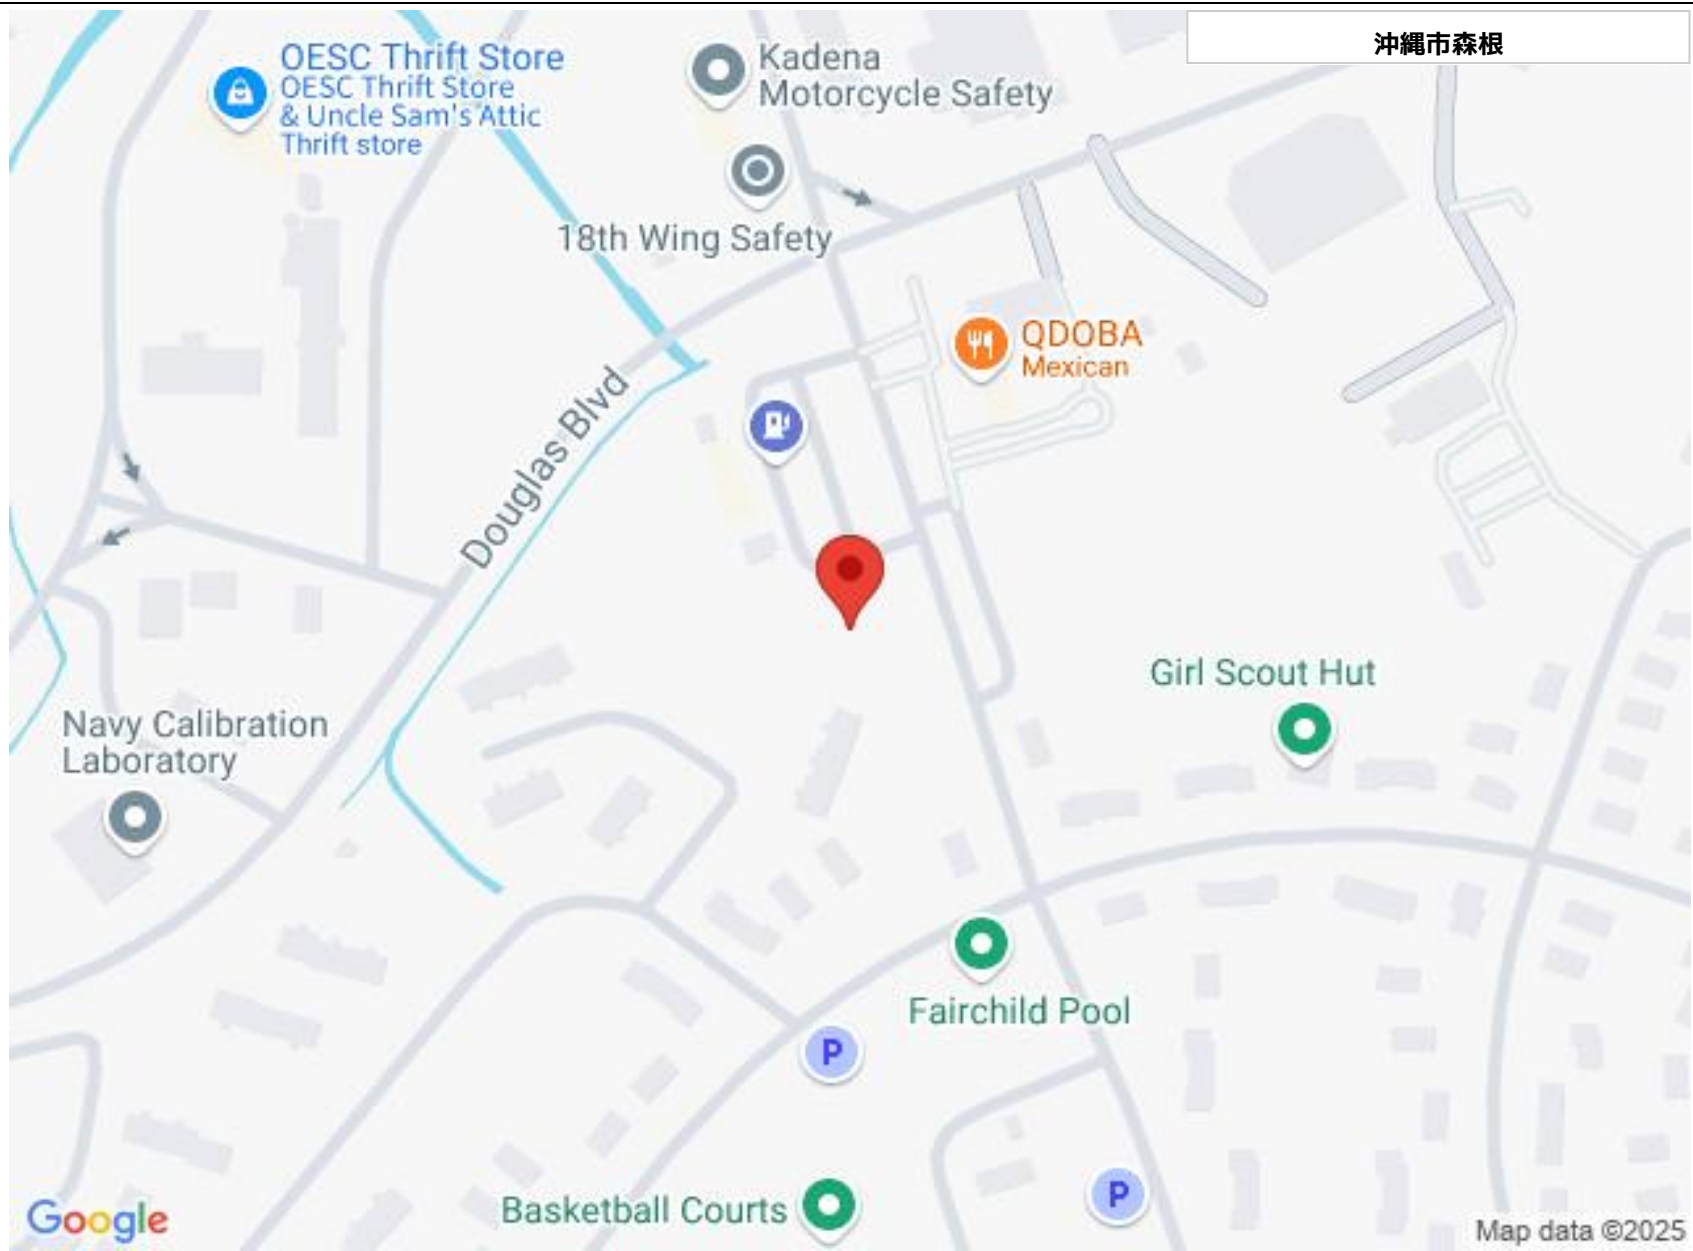 沖縄市森根
OESC Thrift Store
OESC Thrift Store
& Uncle Sam's Attic
Thrift store
Kadena
Motorcycle Safety
18th Wing Safety
QDOBA
Mexican
Douglas Blvd
Girl Scout Hut
Navy Calibration
Laboratory
Fairchild Pool
P
Basketball Courts
P
Google
Map data ©2025